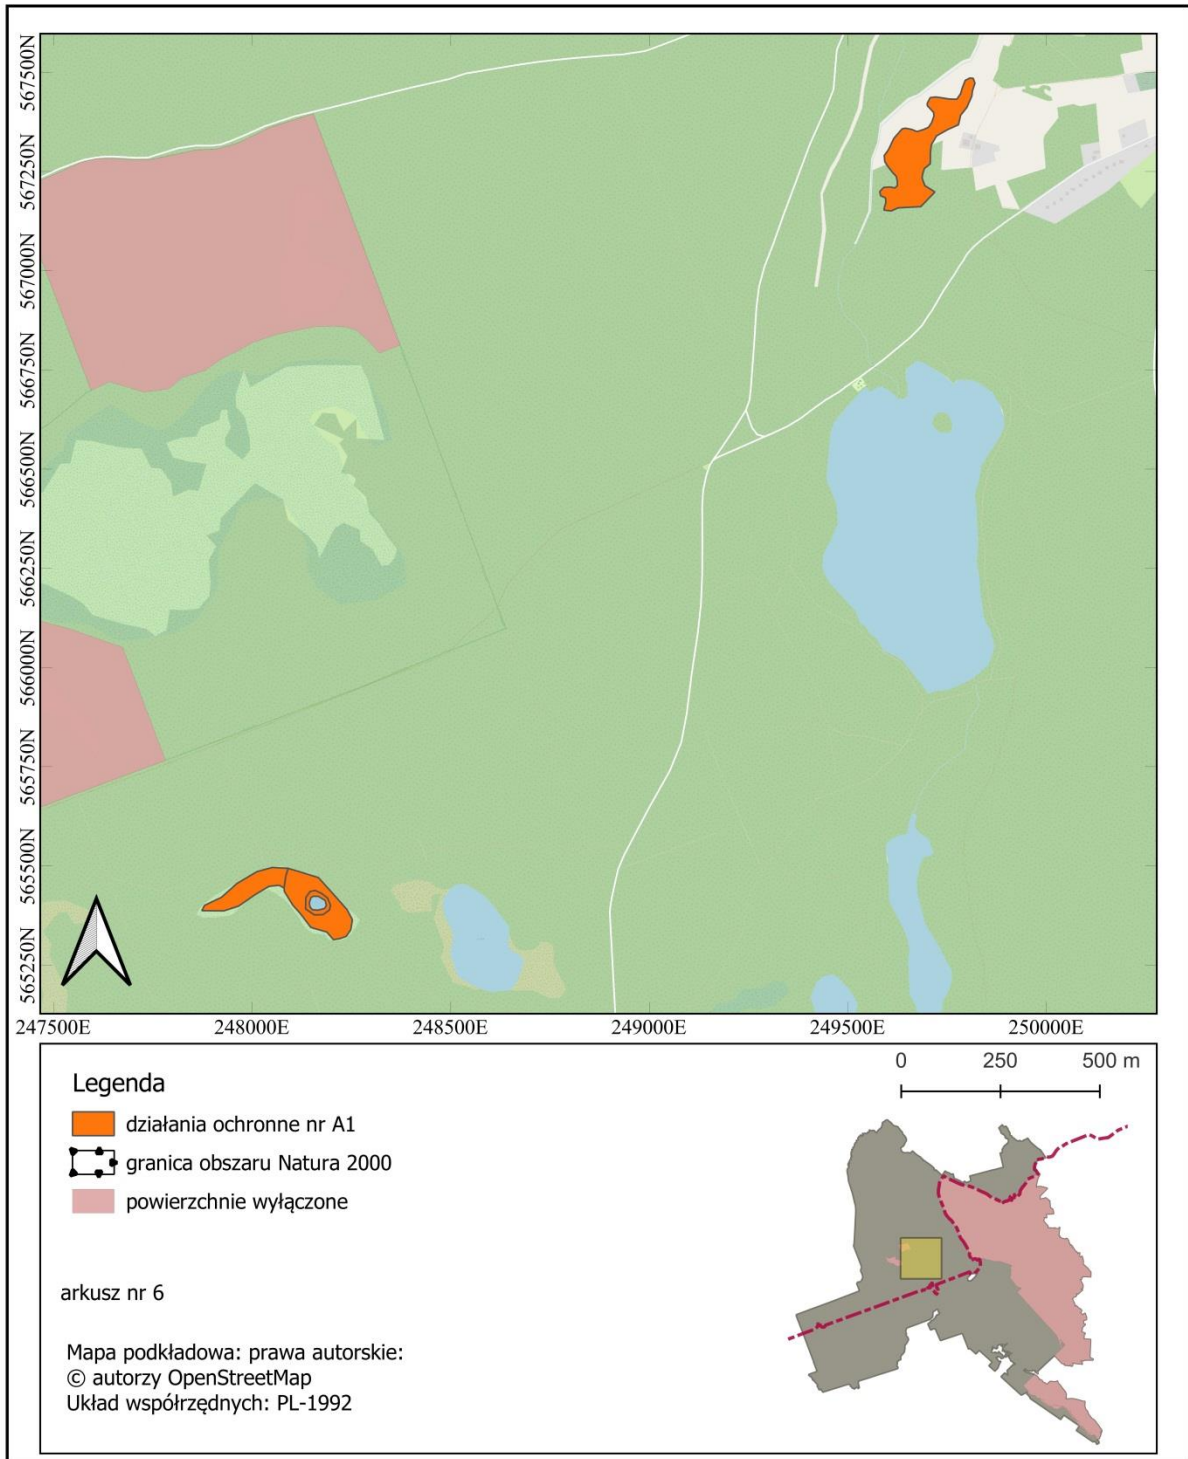 567500N
567250N
567000N
566750N
566500N
566250N
566000N
565750N
565500N
565250N
247500E 248000E 248500E 249000E 249500E 250000E
Legenda
działania ochronne nr A1
granica obszaru Natura 2000
powierzchnie wyłączone
0 250 500 m
arkusz nr 6
Mapa podkładowa: prawa autorskie:
© autorzy OpenStreetMap
Układ współrzędnych: PL-1992